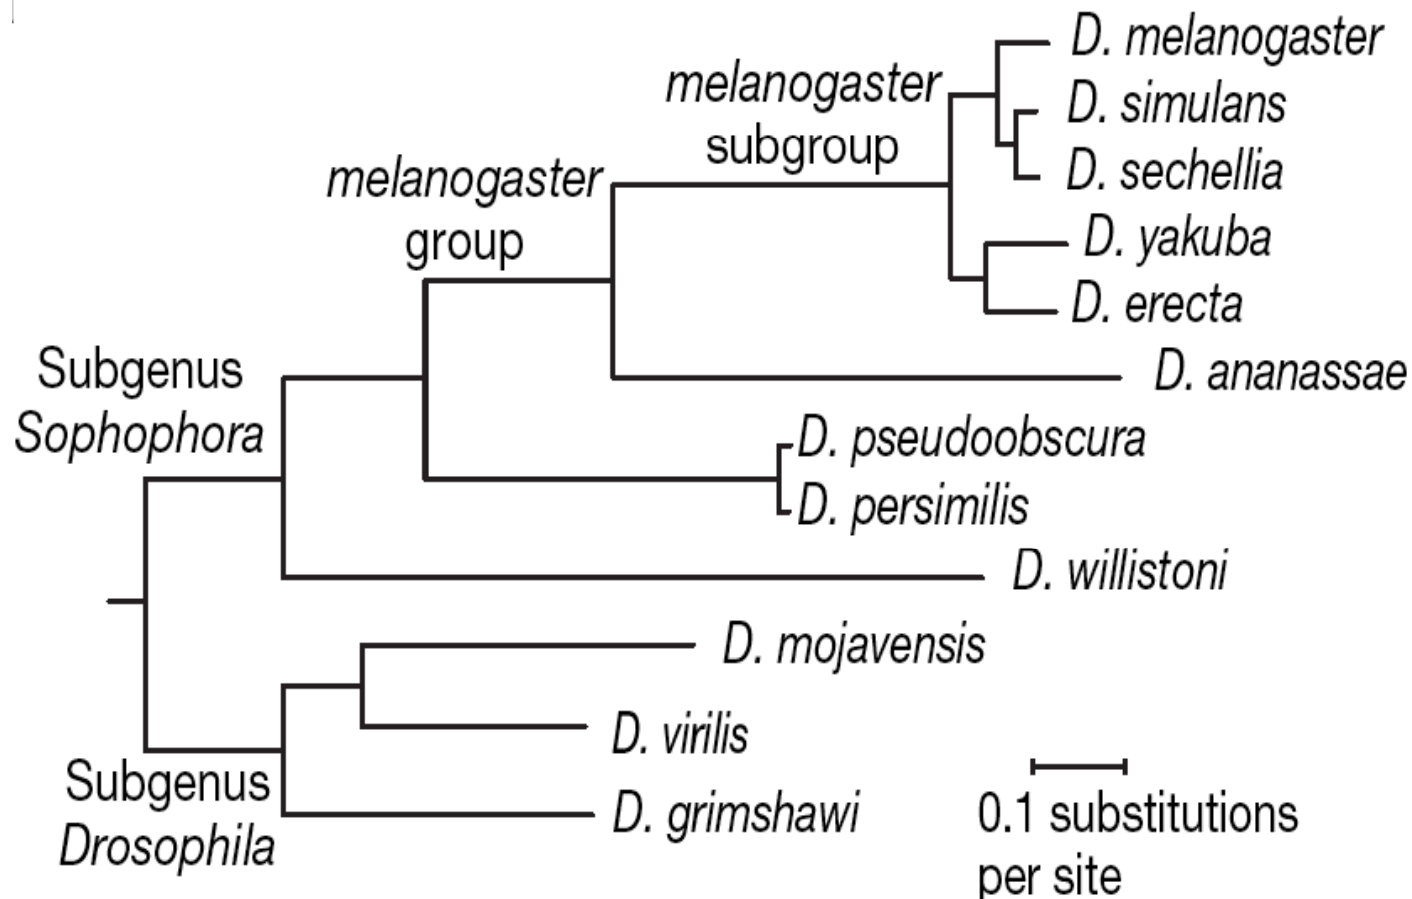 D. melanogaster
melanogaster
subgroup
D. simulans
D. sechellia
melanogaster
group
D. yakuba
D. erecta
Subgenus
Sophophora
D. ananassae
D. pseudoobscura
D. persimilis
D. willistoni
D. mojavensis
D. virilis
Subgenus
Drosophila
D. grimshawi
0.1 substitutions
per site